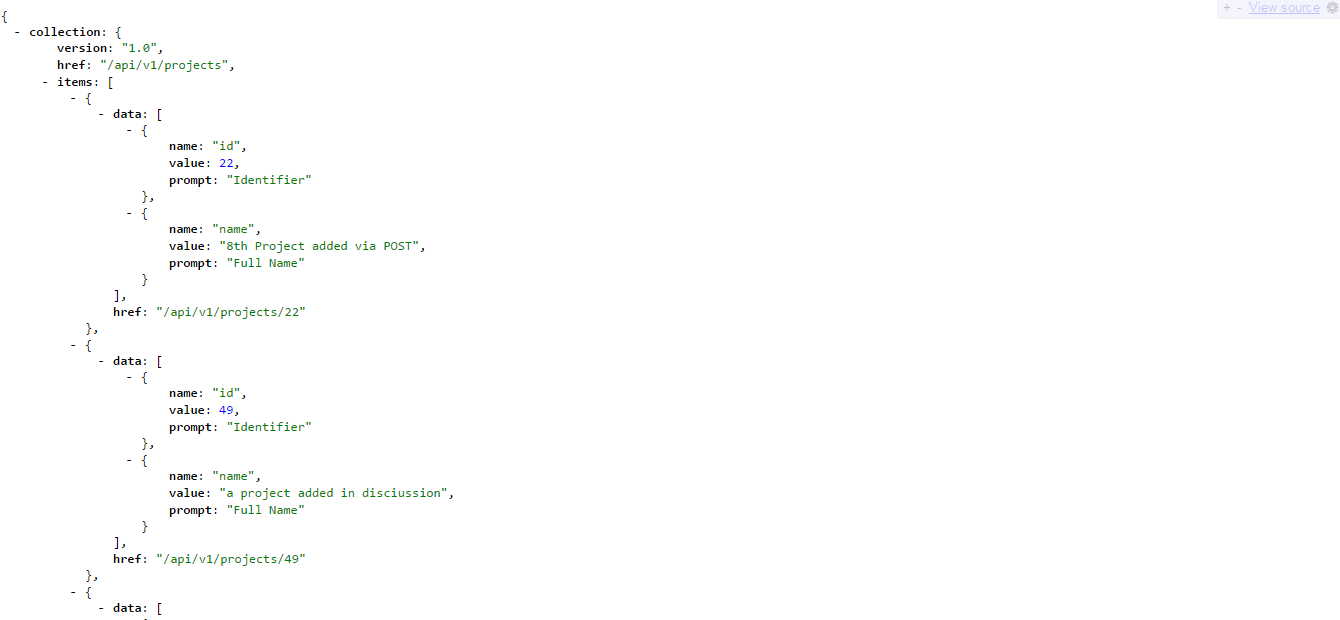 + - View source
{
- collection: {
version: "1.0",
href: "/api/v1/projects",
- items: [
- {
- data: [
- {
name: "id",
value: 22,
prompt: "Identifier"
},
- {
name: "name",
value: "8th Project added via POST",
prompt: "Full Name"
}
],
href: "/api/v1/projects/22"
},
- {
- data: [
- {
name: "id",
value: 49,
prompt: "Identifier"
},
- {
name: "name",
value: "a project added in disciussion",
prompt: "Full Name"
}
],
href: "/api/v1/projects/49"
},
- {
- data: [